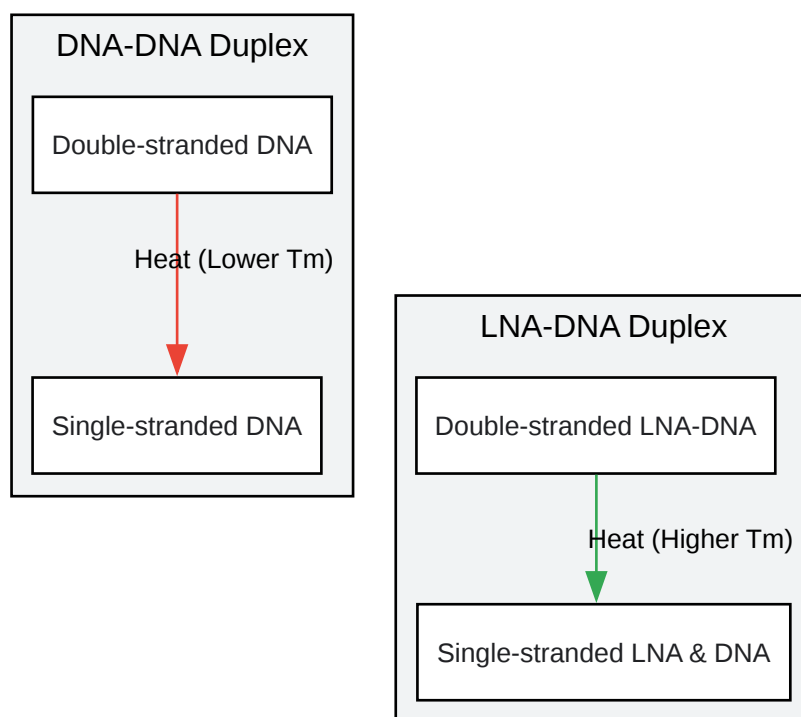 DNA-DNA Duplex
Double-stranded DNA
Heat (Lower Tm)
Single-stranded DNA
LNA-DNA Duplex
Double-stranded LNA-DNA
Heat (Higher Tm)
Single-stranded LNA & DNA